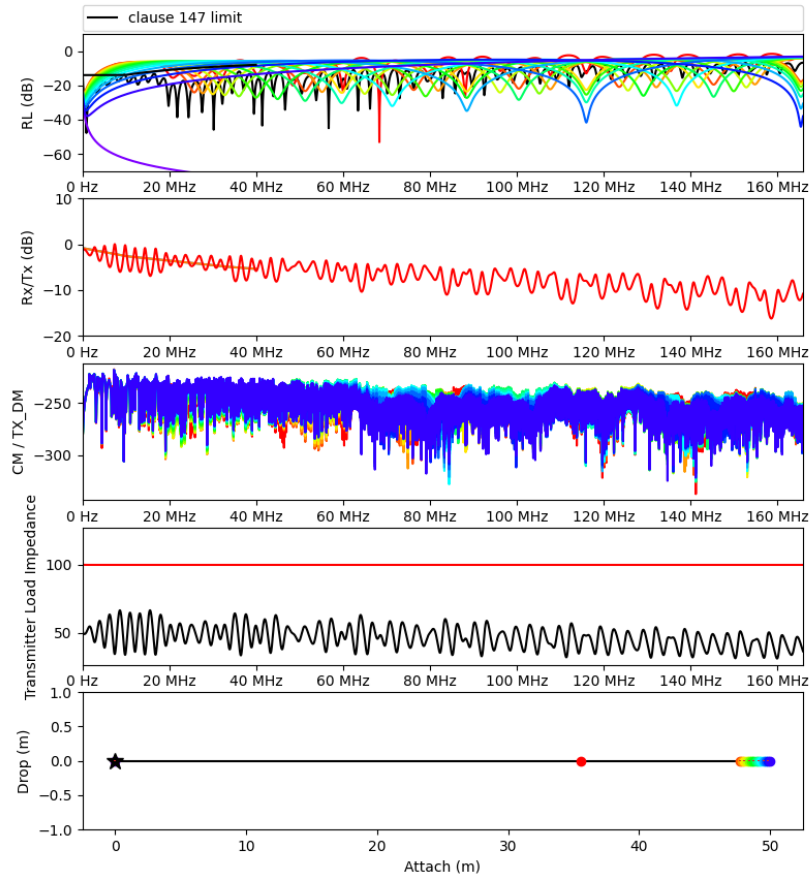 clause 147 limit
RL (dB)
0
−20
−40
−60
0 Hz 20 MHz 40 MHz 60 MHz 80 MHz 100 MHz 120 MHz 140 MHz 160 MHz
Rx/Tx (dB)
10
0
−10
−20
0 Hz 20 MHz 40 MHz 60 MHz 80 MHz 100 MHz 120 MHz 140 MHz 160 MHz
CM / TX_DM
−250
−300
0 Hz 20 MHz 40 MHz 60 MHz 80 MHz 100 MHz 120 MHz 140 MHz 160 MHz
Transmitter Load Impedance
100
50
0 Hz 20 MHz 40 MHz 60 MHz 80 MHz 100 MHz 120 MHz 140 MHz 160 MHz
Drop (m)
1.0
0.5
0.0
−0.5
−1.0
0 10 20 30 40 50
Attach (m)